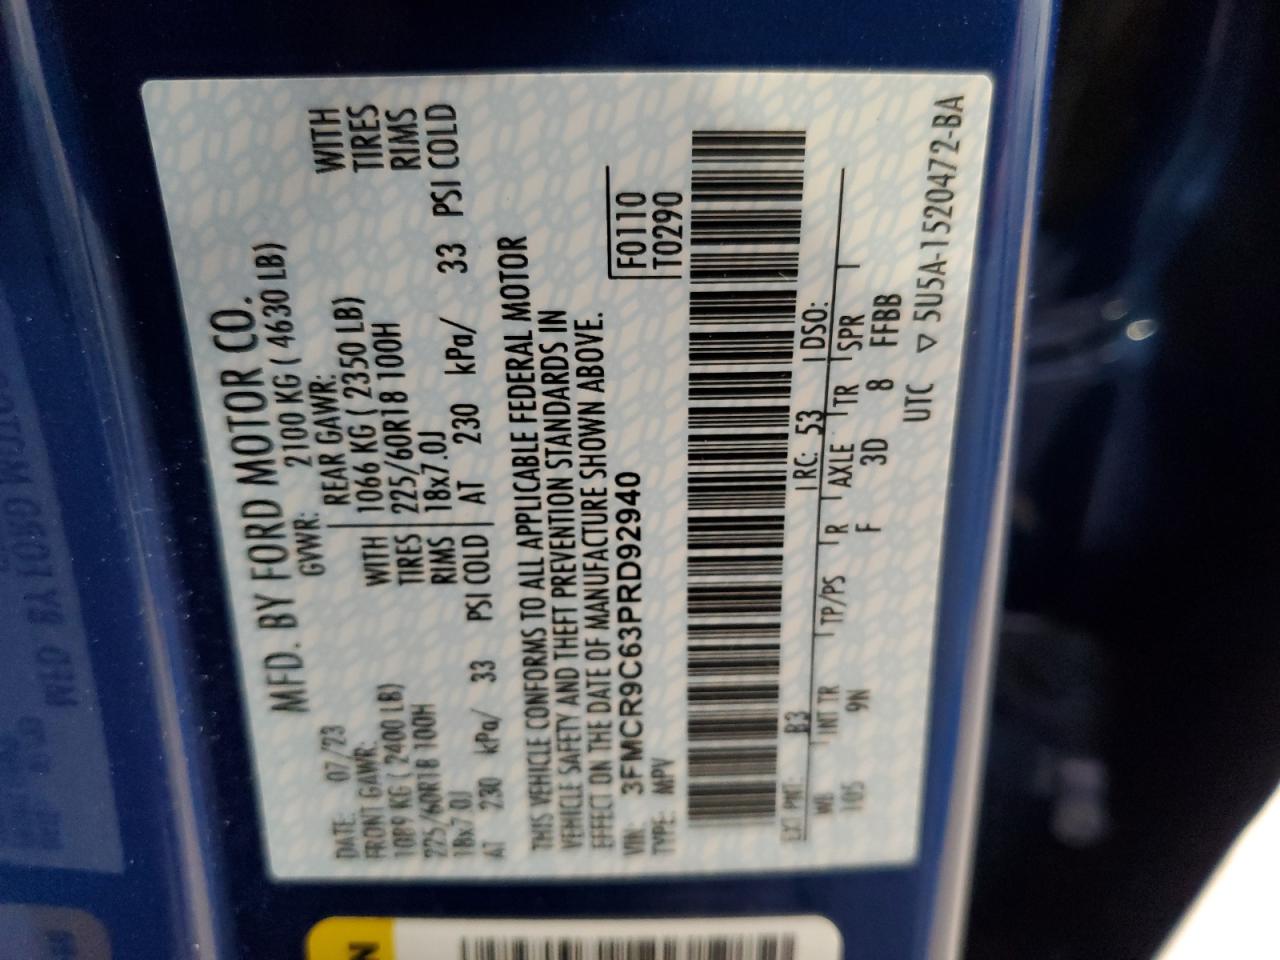 MFD. BY FORD MOTOR CO.
DATE: 07/23 GVWR: 2100 KG ( 4630 LB)
FRONT GAWR: REAR GAWR:
1089 KG ( 2400 LB) WITH 1066 KG ( 2350 LB) WITH
225/60R18 100H TIRES 225/60R18 100H TIRES
18x7.0J RIMS 18x7.0J RIMS
AT 230 kPa/ 33 PSI COLD AT 230 kPa/ 33 PSI COLD
THIS VEHICLE CONFORMS TO ALL APPLICABLE FEDERAL MOTOR
VEHICLE SAFETY AND THEFT PREVENTION STANDARDS IN
EFFECT ON THE DATE OF MANUFACTURE SHOWN ABOVE.
VIN: 3FMCR9C63PRD92940 F0110
TYPE: MPV T0290
EXT PNT: B3 RC: 53 DSO:
WB INT TR TP/PS R AXLE TR SPR
105 9N F 3D 8 FFBB
UTC ▽ 5U5A-1520472-BA